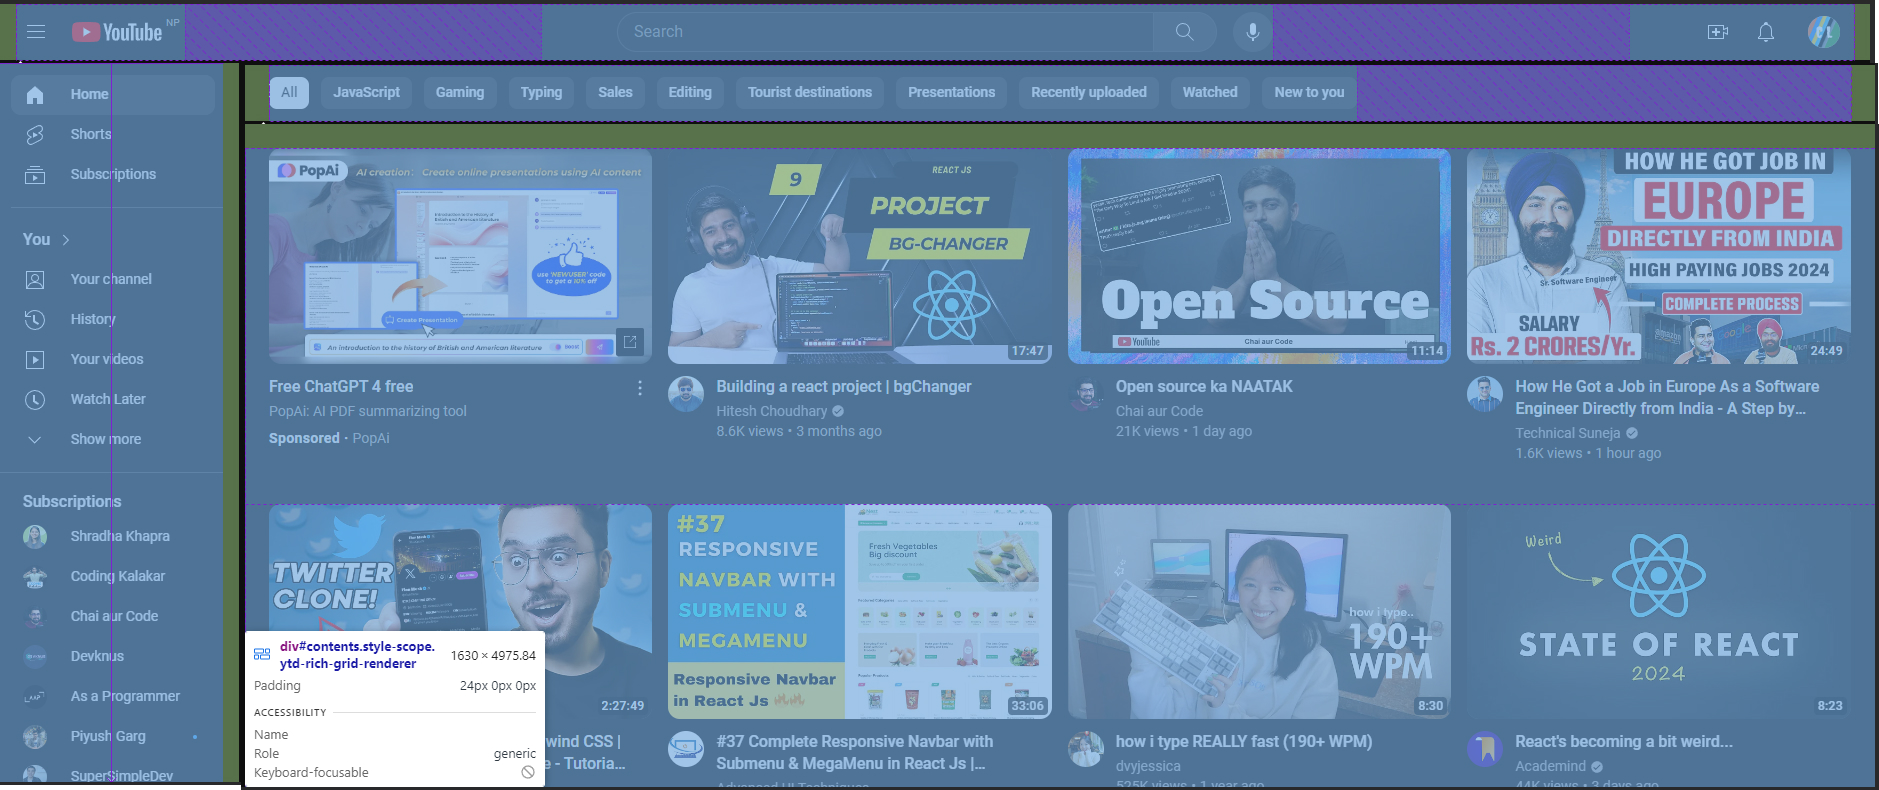 YouTube NP
Search
Home
Shorts
Subscriptions
You
Your channel
History
Your videos
Watch Later
Show more
Subscriptions
Shradha Khapra
Coding Kalakar
Chai aur Code
Devknus
As a Programmer
Piyush Garg
SuperSimpleDev
All
JavaScript
Gaming
Typing
Sales
Editing
Tourist destinations
Presentations
Recently uploaded
Watched
New to you
PopAi
AI creation: Create online presentations using AI content
use 'NEWUSER' code
to get a 10% off
Create Presentation
An introduction to the history of British and American literature
Free ChatGPT 4 free
PopAi: AI PDF summarizing tool
Sponsored • PopAi
9
REACT JS
PROJECT
BG-CHANGER
17:47
Building a react project | bgChanger
Hitesh Choudhary
8.6K views • 3 months ago
Open Source
YouTube
Chai aur Code
11:14
Open source ka NAATAK
Chai aur Code
21K views • 1 day ago
HOW HE GOT JOB IN
EUROPE
DIRECTLY FROM INDIA
HIGH PAYING JOBS 2024
Sr. Software Engineer
COMPLETE PROCESS
SALARY
Rs. 2 CRORES/Yr.
24:49
How He Got a Job in Europe As a Software
Engineer Directly from India - A Step by...
Technical Suneja
1.6K views • 1 hour ago
TWITTER
CLONE!
2:27:49
wind CSS |
e - Tutoria...
#37
RESPONSIVE
NAVBAR WITH
SUBMENU &
MEGAMENU
Responsive Navbar
in React Js
Fresh Vegetables
Big discount
33:06
#37 Complete Responsive Navbar with
Submenu & MegaMenu in React Js |...
Advanced UI Techniques
how i type..
190+
WPM
8:30
how i type REALLY fast (190+ WPM)
dvyjessica
525K views • 1 year ago
Weird
STATE OF REACT
2024
8:23
React's becoming a bit weird...
Academind
44K views • 3 days ago
div#contents.style-scope.
ytd-rich-grid-renderer
1630 × 4975.84
Padding
24px 0px 0px
ACCESSIBILITY
Name
Role
generic
Keyboard-focusable